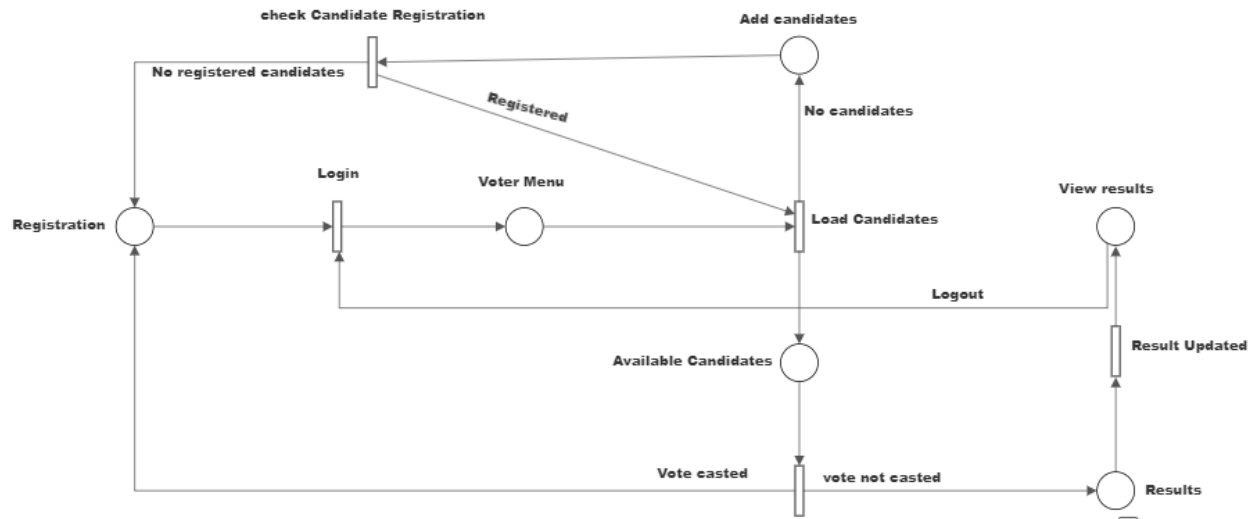 check Candidate Registration
Add candidates
No registered candidates
Registered
No candidates
Login
Voter Menu
View results
Registration
Load Candidates
Logout
Available Candidates
Result Updated
Vote casted
vote not casted
Results